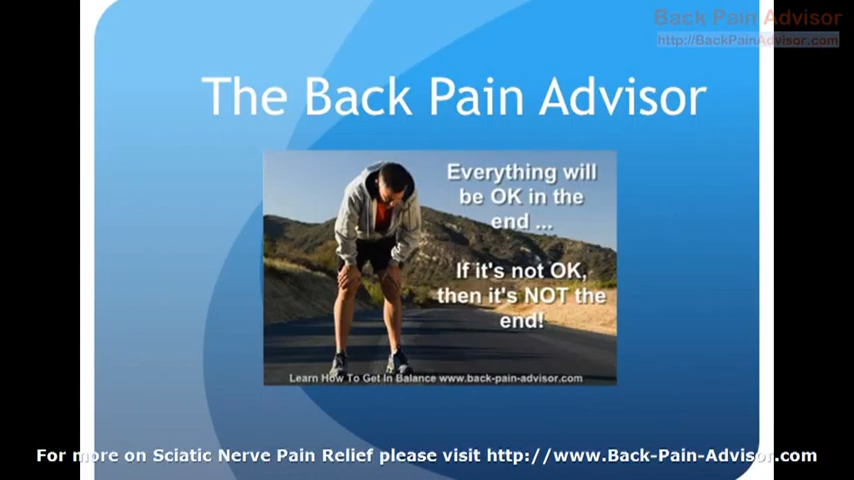 Back Pain Advisor
http://BackPainAdvisor.com
The Back Pain Advisor
Everything will
be OK in the
end ...
If it's not OK,
then it's NOT the
end!
Learn How To Get In Balance www.back-pain-advisor.com
For more on Sciatic Nerve Pain Relief please visit http://www.Back-Pain-Advisor.com